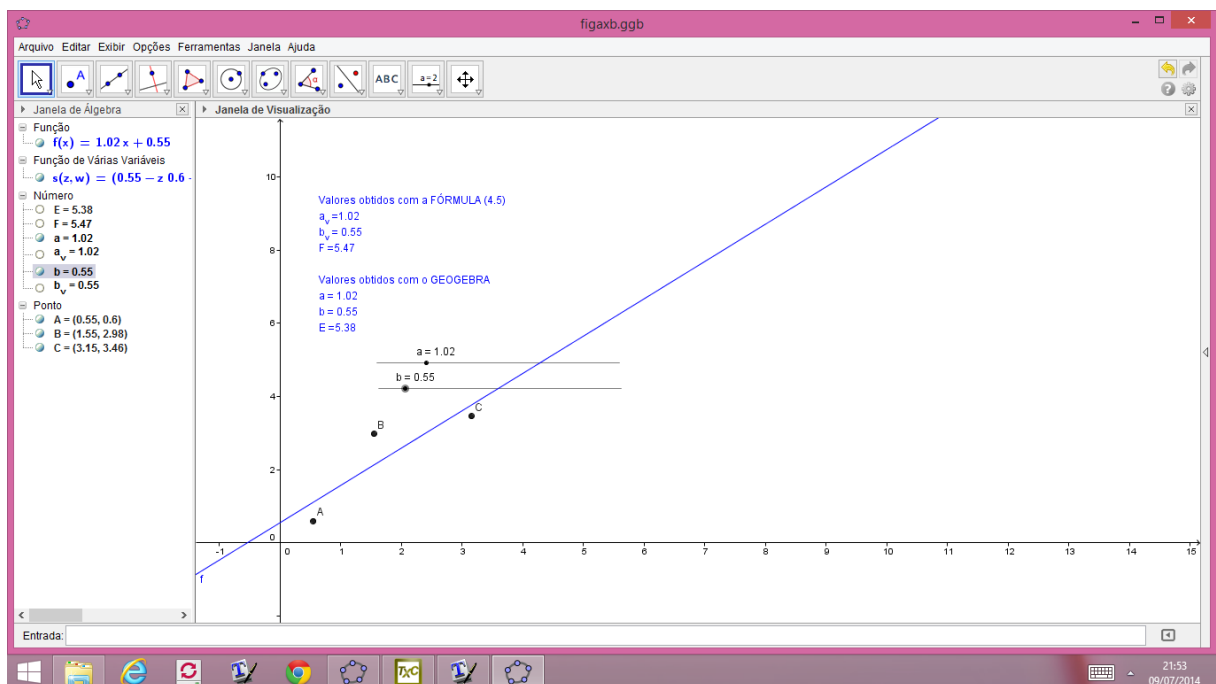 figaxb.ggb
Arquivo Editar Exibir Opções Ferramentas Janela Ajuda
A
α
ABC
a=2
Janela de Álgebra
Janela de Visualização
Função
f(x) = 1.02 x + 0.55
Função de Várias Variáveis
s(z, w) = (0.55 − z 0.6 -
Número
E = 5.38
F = 5.47
a = 1.02
a_v = 1.02
b = 0.55
b_v = 0.55
Ponto
A = (0.55, 0.6)
B = (1.55, 2.98)
C = (3.15, 3.46)
Valores obtidos com a FÓRMULA (4.5)
a_v =1.02
b_v = 0.55
F =5.47
Valores obtidos com o GEOGEBRA
a = 1.02
b = 0.55
E =5.38
a = 1.02
b = 0.55
10
8
6
4
2
0
C
B
A
f
-1 0 1 2 3 4 5 6 7 8 9 10 11 12 13 14 15
Entrada:
TXC
21:53
09/07/2014